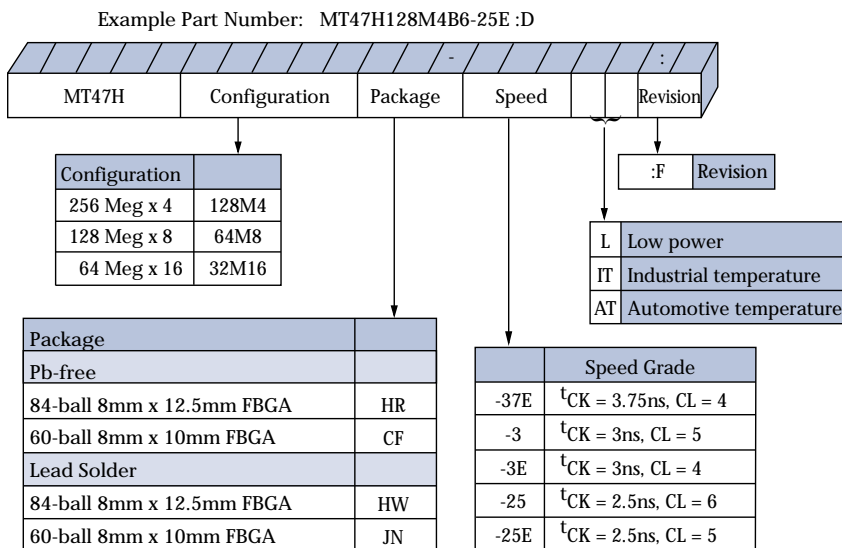 Example Part Number: MT47H128M4B6-25E :D
- :
MT47H Configuration Package Speed Revision
:F Revision
Configuration
256 Meg x 4 128M4
128 Meg x 8 64M8
64 Meg x 16 32M16
L Low power
IT Industrial temperature
AT Automotive temperature
Package
Pb-free
84-ball 8mm x 12.5mm FBGA HR
60-ball 8mm x 10mm FBGA CF
Lead Solder
84-ball 8mm x 12.5mm FBGA HW
60-ball 8mm x 10mm FBGA JN
Speed Grade
-37E tCK = 3.75ns, CL = 4
-3 tCK = 3ns, CL = 5
-3E tCK = 3ns, CL = 4
-25 tCK = 2.5ns, CL = 6
-25E tCK = 2.5ns, CL = 5